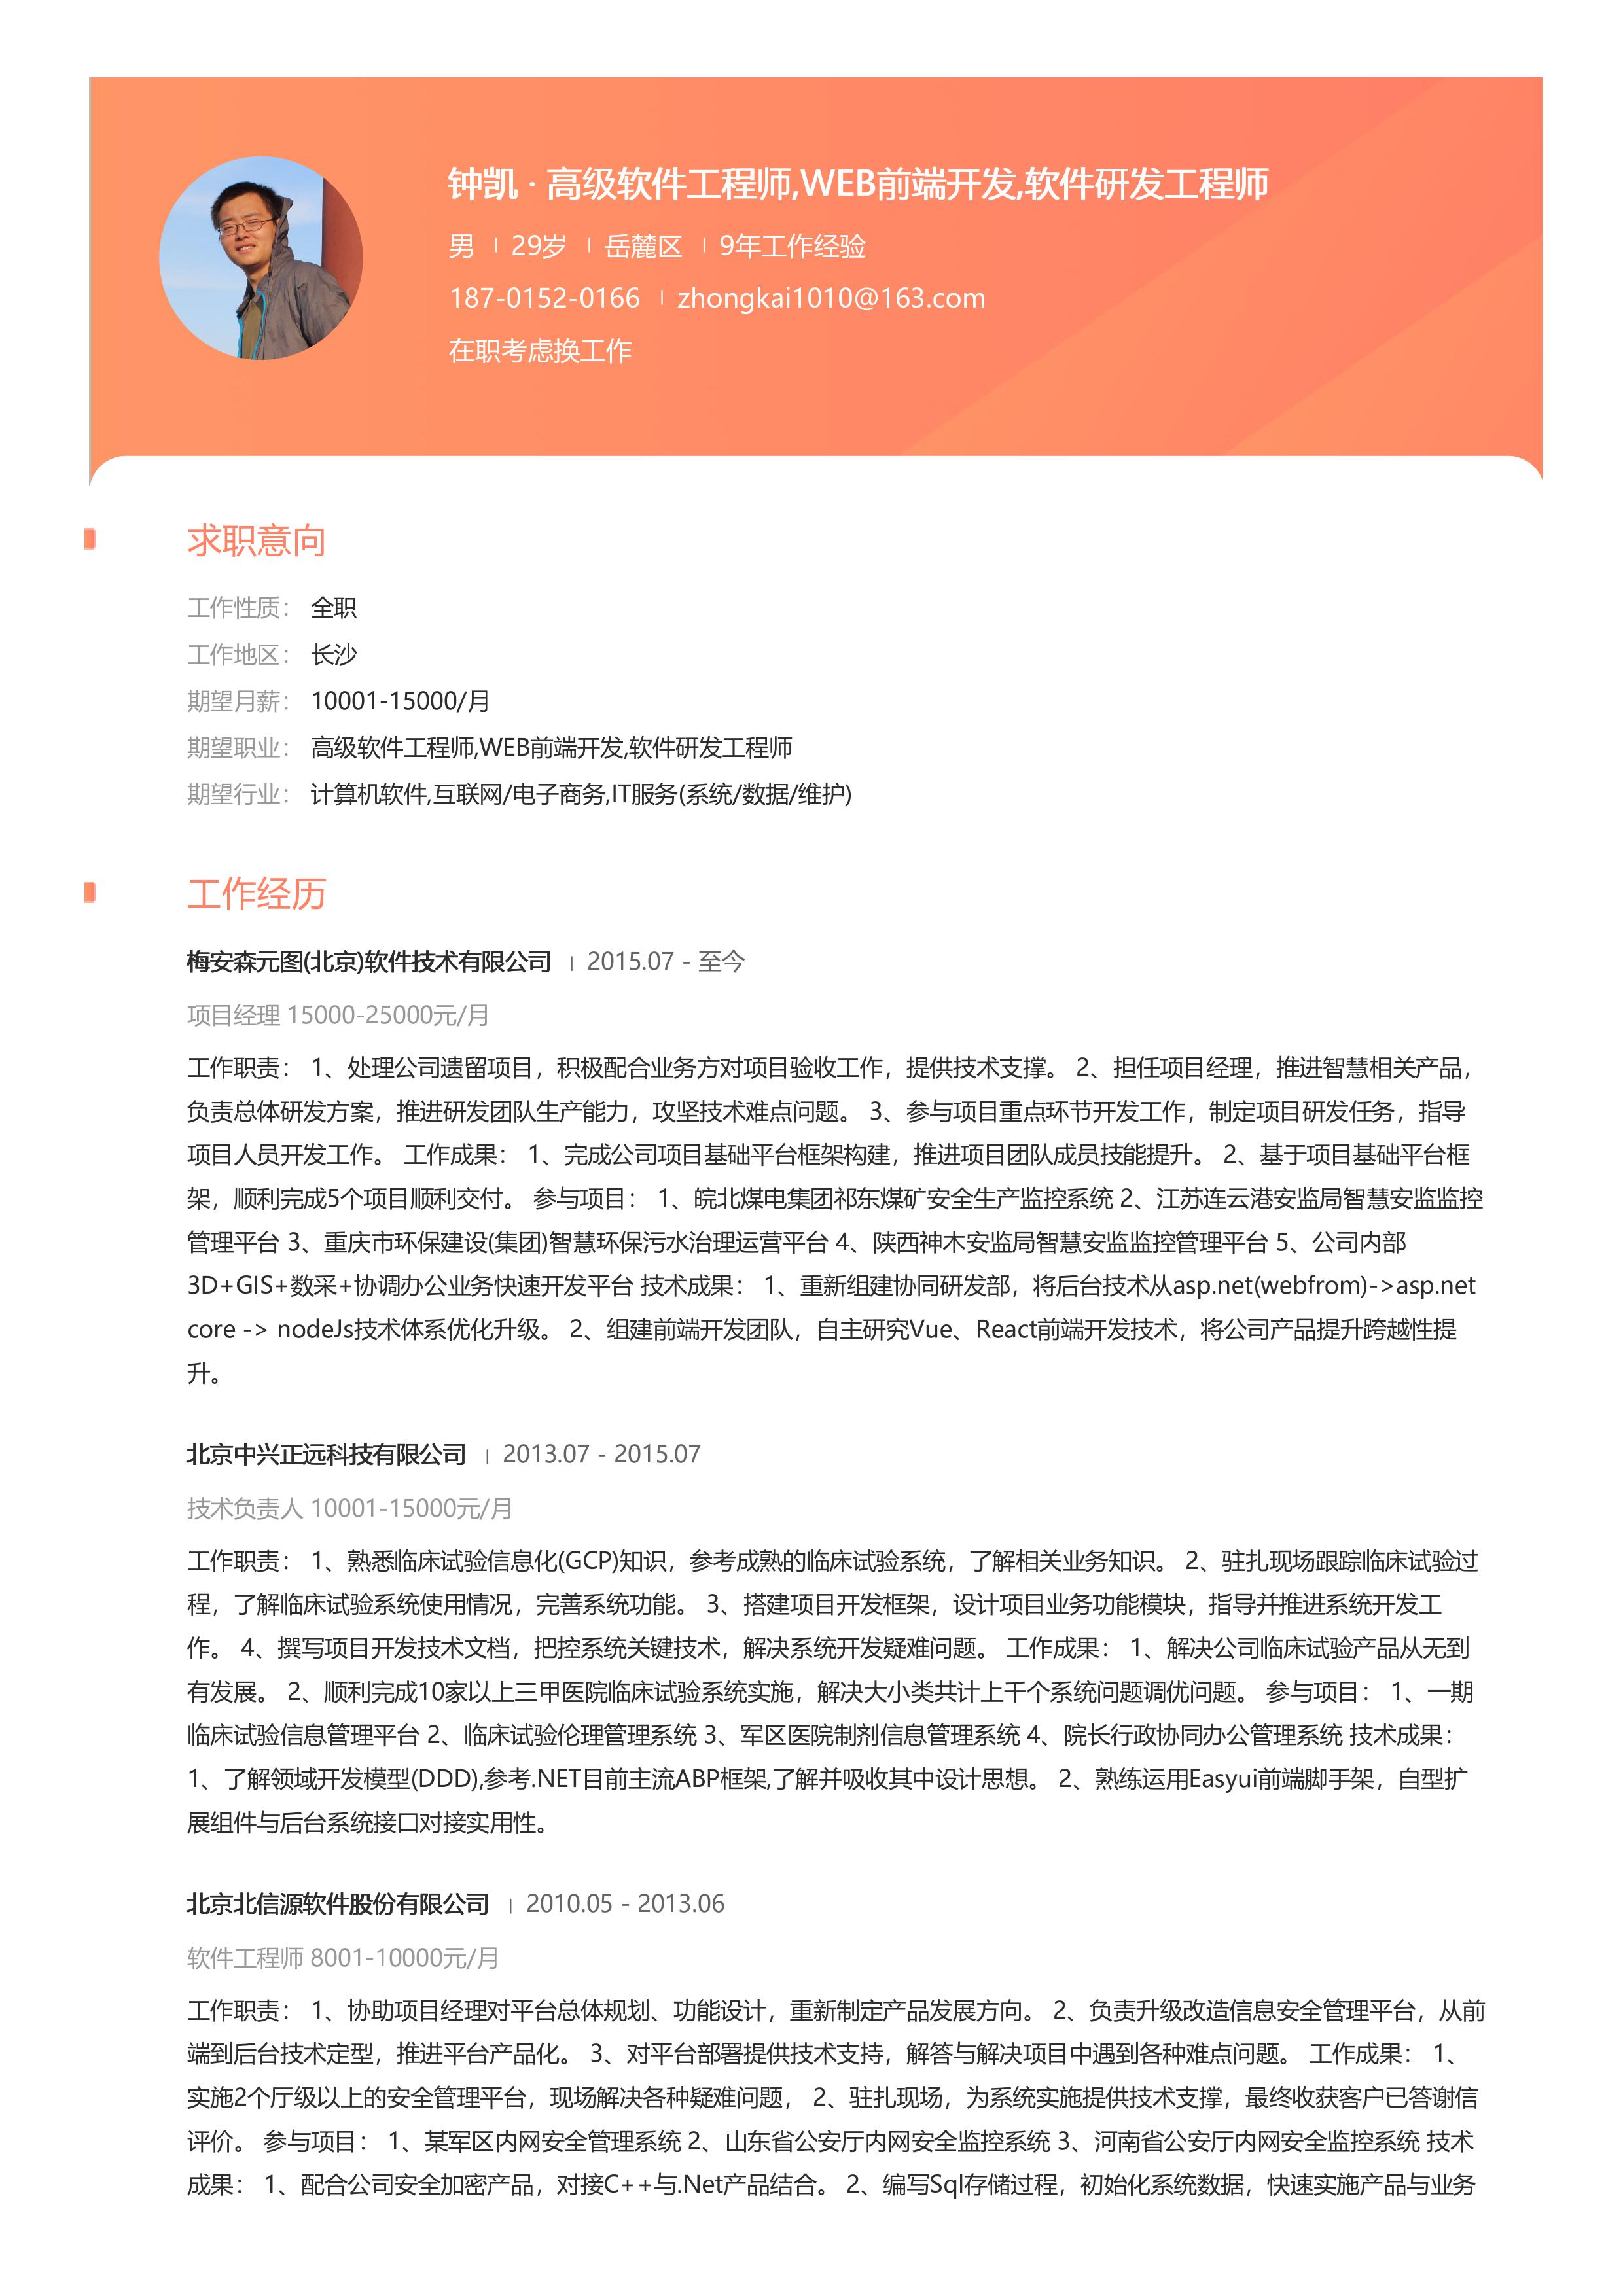 钟凯 · 高级软件工程师,WEB前端开发,软件研发工程师
男 | 29岁 | 岳麓区 | 9年工作经验
187-0152-0166 | zhongkai1010@163.com
在职考虑换工作
求职意向
工作性质： 全职
工作地区： 长沙
期望月薪： 10001-15000/月
期望职业： 高级软件工程师,WEB前端开发,软件研发工程师
期望行业： 计算机软件,互联网/电子商务,IT服务(系统/数据/维护)
工作经历
梅安森元图(北京)软件技术有限公司 | 2015.07 - 至今
项目经理 15000-25000元/月
工作职责： 1、处理公司遗留项目，积极配合业务方对项目验收工作，提供技术支撑。 2、担任项目经理，推进智慧相关产品，
负责总体研发方案，推进研发团队生产能力，攻坚技术难点问题。 3、参与项目重点环节开发工作，制定项目研发任务，指导
项目人员开发工作。 工作成果： 1、完成公司项目基础平台框架构建，推进项目团队成员技能提升。 2、基于项目基础平台框
架，顺利完成5个项目顺利交付。 参与项目： 1、皖北煤电集团祁东煤矿安全生产监控系统 2、江苏连云港安监局智慧安监监控
管理平台 3、重庆市环保建设(集团)智慧环保污水治理运营平台 4、陕西神木安监局智慧安监监控管理平台 5、公司内部
3D+GIS+数采+协调办公业务快速开发平台 技术成果： 1、重新组建协同研发部，将后台技术从asp.net(webfrom)->asp.net
core -> nodeJs技术体系优化升级。 2、组建前端开发团队，自主研究Vue、React前端开发技术，将公司产品提升跨越性提
升。
北京中兴正远科技有限公司 | 2013.07 - 2015.07
技术负责人 10001-15000元/月
工作职责： 1、熟悉临床试验信息化(GCP)知识，参考成熟的临床试验系统，了解相关业务知识。 2、驻扎现场跟踪临床试验过
程，了解临床试验系统使用情况，完善系统功能。 3、搭建项目开发框架，设计项目业务功能模块，指导并推进系统开发工
作。 4、撰写项目开发技术文档，把控系统关键技术，解决系统开发疑难问题。 工作成果： 1、解决公司临床试验产品从无到
有发展。 2、顺利完成10家以上三甲医院临床试验系统实施，解决大小类共计上千个系统问题调优问题。 参与项目： 1、一期
临床试验信息管理平台 2、临床试验伦理管理系统 3、军区医院制剂信息管理系统 4、院长行政协同办公管理系统 技术成果：
1、了解领域开发模型(DDD),参考.NET目前主流ABP框架,了解并吸收其中设计思想。 2、熟练运用Easyui前端脚手架，自型扩
展组件与后台系统接口对接实用性。
北京北信源软件股份有限公司 | 2010.05 - 2013.06
软件工程师 8001-10000元/月
工作职责： 1、协助项目经理对平台总体规划、功能设计，重新制定产品发展方向。 2、负责升级改造信息安全管理平台，从前
端到后台技术定型，推进平台产品化。 3、对平台部署提供技术支持，解答与解决项目中遇到各种难点问题。 工作成果： 1、
实施2个厅级以上的安全管理平台，现场解决各种疑难问题， 2、驻扎现场，为系统实施提供技术支撑，最终收获客户已答谢信
评价。 参与项目： 1、某军区内网安全管理系统 2、山东省公安厅内网安全监控系统 3、河南省公安厅内网安全监控系统 技术
成果： 1、配合公司安全加密产品，对接C++与.Net产品结合。 2、编写Sql存储过程，初始化系统数据，快速实施产品与业务